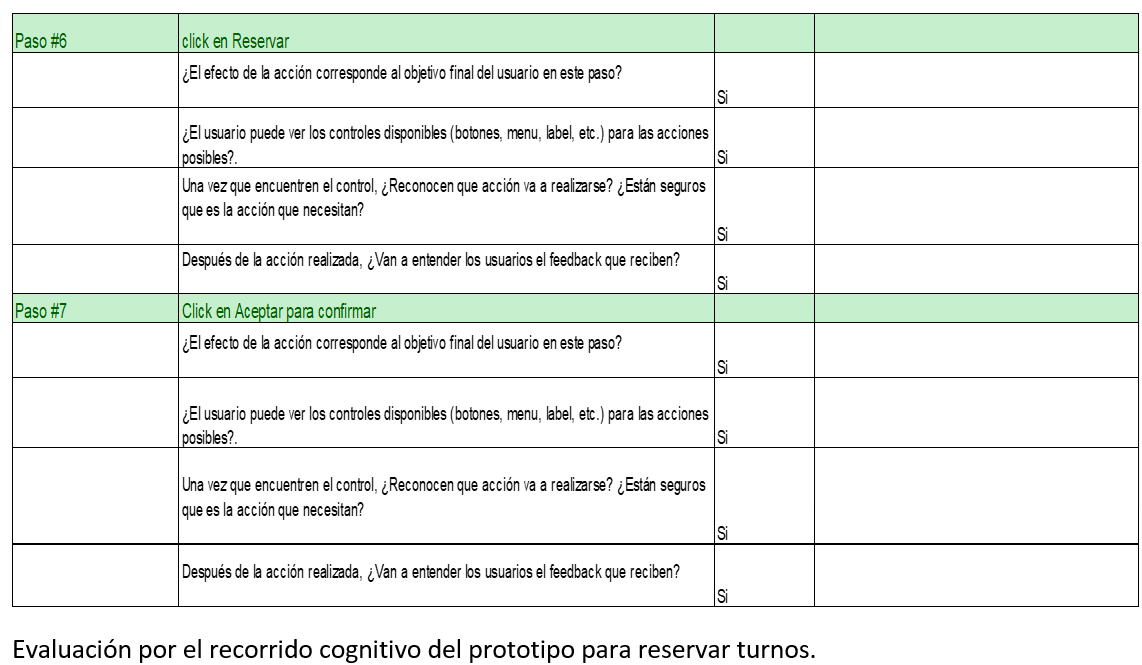 Paso #6 click en Reservar
¿El efecto de la acción corresponde al objetivo final del usuario en este paso?
Si
¿El usuario puede ver los controles disponibles (botones, menu, label, etc.) para las acciones
posibles?.
Si
Una vez que encuentren el control, ¿Reconocen que acción va a realizarse? ¿Están seguros
que es la acción que necesitan?
Si
Después de la acción realizada, ¿Van a entender los usuarios el feedback que reciben?
Si
Paso #7 Click en Aceptar para confirmar
¿El efecto de la acción corresponde al objetivo final del usuario en este paso?
Si
¿El usuario puede ver los controles disponibles (botones, menu, label, etc.) para las acciones
posibles?.
Si
Una vez que encuentren el control, ¿Reconocen que acción va a realizarse? ¿Están seguros
que es la acción que necesitan?
Si
Después de la acción realizada, ¿Van a entender los usuarios el feedback que reciben?
Si
Evaluación por el recorrido cognitivo del prototipo para reservar turnos.